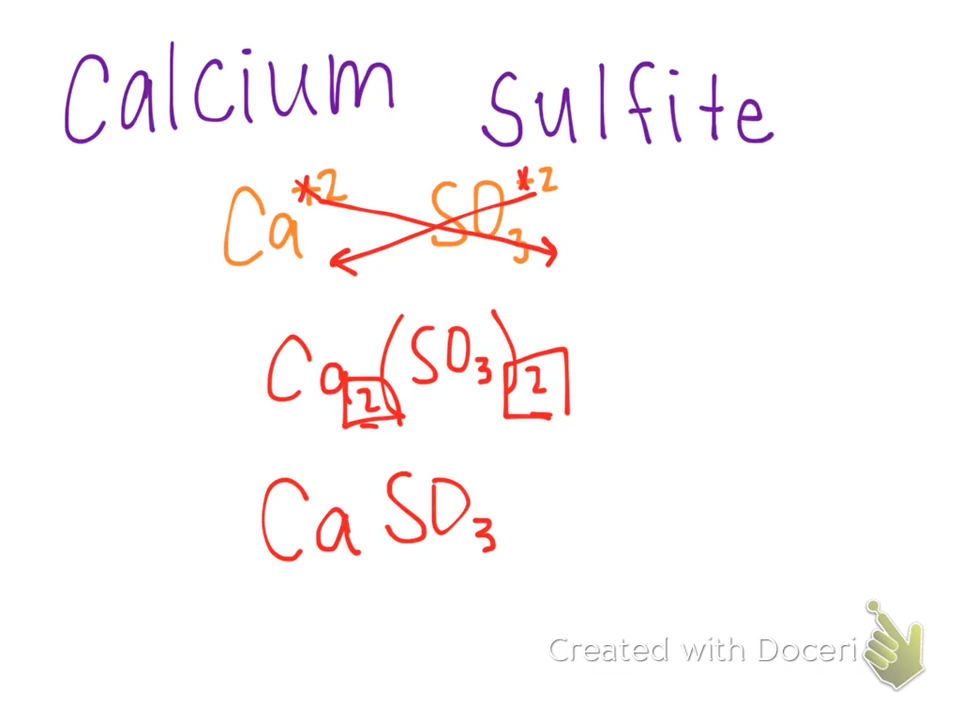 Calcium Sulfite
Ca⁺² SO₃⁻²
Ca₂(SO₃)₂
CaSO₃
Created with Doceri